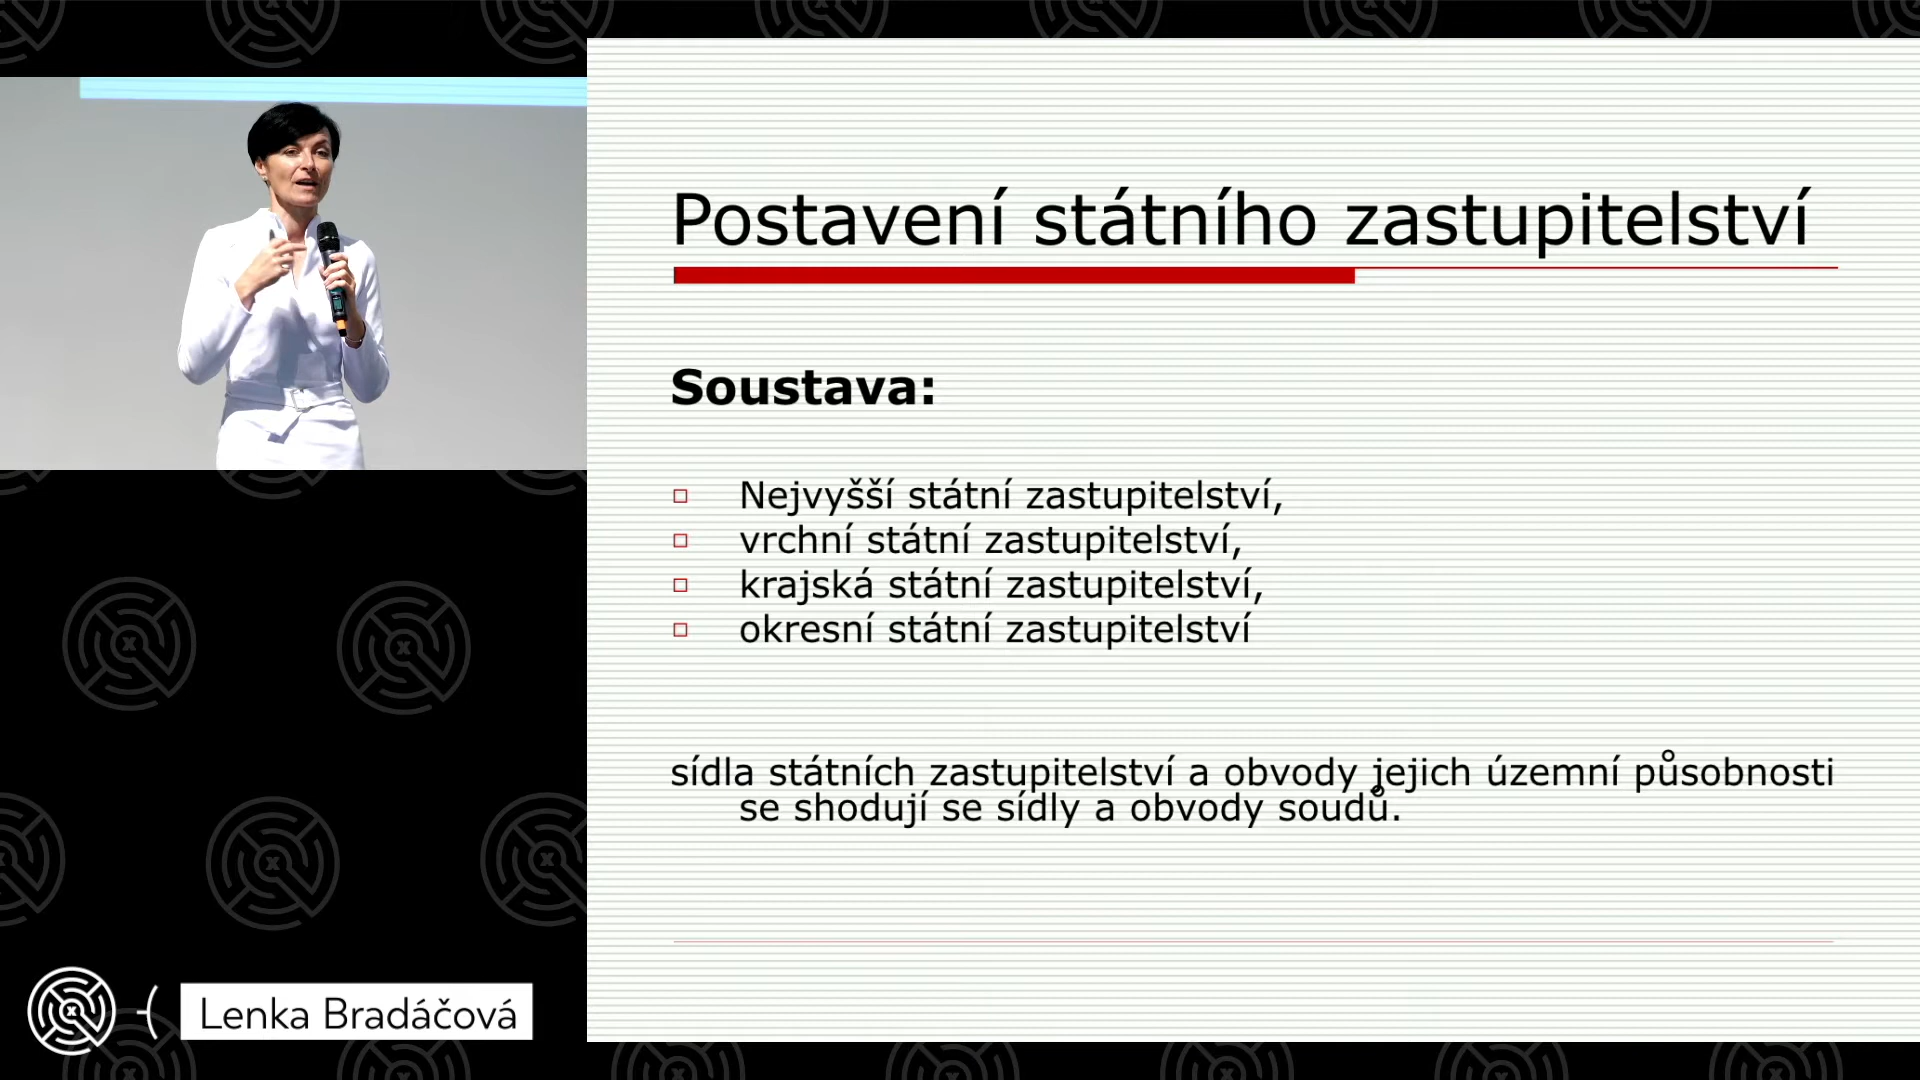 Postavení státního zastupitelství
Soustava:
Nejvyšší státní zastupitelství,
vrchní státní zastupitelství,
krajská státní zastupitelství,
okresní státní zastupitelství
sídla státních zastupitelství a obvody jejich územní působnosti
se shodují se sídly a obvody soudů.
Lenka Bradáčová